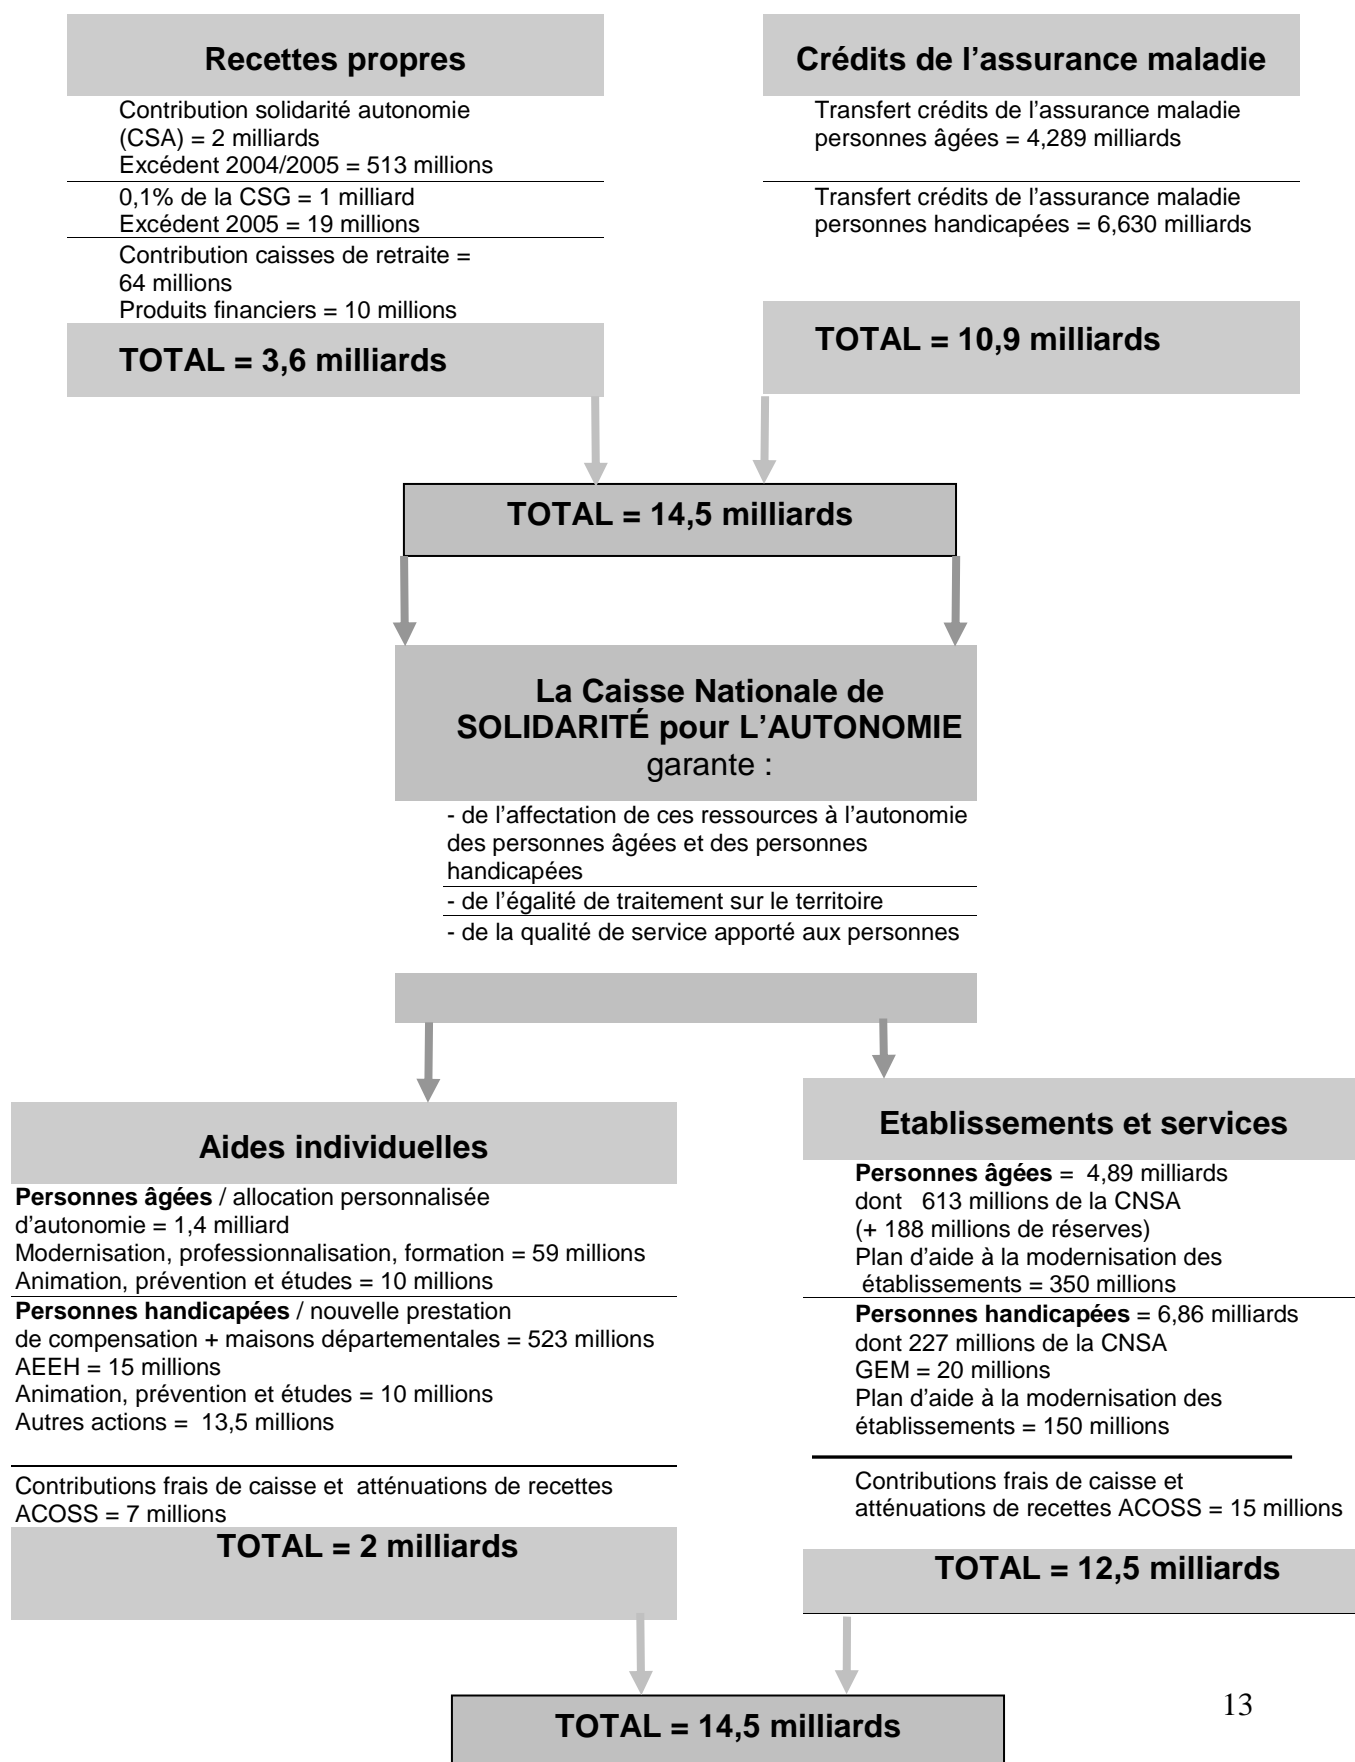 Recettes propres
Contribution solidarité autonomie
(CSA) = 2 milliards
Excédent 2004/2005 = 513 millions
0,1% de la CSG = 1 milliard
Excédent 2005 = 19 millions
Contribution caisses de retraite =
64 millions
Produits financiers = 10 millions
TOTAL = 3,6 milliards
Crédits de l’assurance maladie
Transfert crédits de l’assurance maladie
personnes âgées = 4,289 milliards
Transfert crédits de l’assurance maladie
personnes handicapées = 6,630 milliards
TOTAL = 10,9 milliards
TOTAL = 14,5 milliards
La Caisse Nationale de
SOLIDARITÉ pour L’AUTONOMIE
garante :
- de l’affectation de ces ressources à l’autonomie
des personnes âgées et des personnes
handicapées
- de l’égalité de traitement sur le territoire
- de la qualité de service apporté aux personnes
Aides individuelles
Personnes âgées / allocation personnalisée
d’autonomie = 1,4 milliard
Modernisation, professionnalisation, formation = 59 millions
Animation, prévention et études = 10 millions
Personnes handicapées / nouvelle prestation
de compensation + maisons départementales = 523 millions
AEEH = 15 millions
Animation, prévention et études = 10 millions
Autres actions = 13,5 millions
Contributions frais de caisse et atténuations de recettes
ACOSS = 7 millions
TOTAL = 2 milliards
Etablissements et services
Personnes âgées = 4,89 milliards
dont 613 millions de la CNSA
(+ 188 millions de réserves)
Plan d’aide à la modernisation des
établissements = 350 millions
Personnes handicapées = 6,86 milliards
dont 227 millions de la CNSA
GEM = 20 millions
Plan d’aide à la modernisation des
établissements = 150 millions
Contributions frais de caisse et
atténuations de recettes ACOSS = 15 millions
TOTAL = 12,5 milliards
TOTAL = 14,5 milliards
13